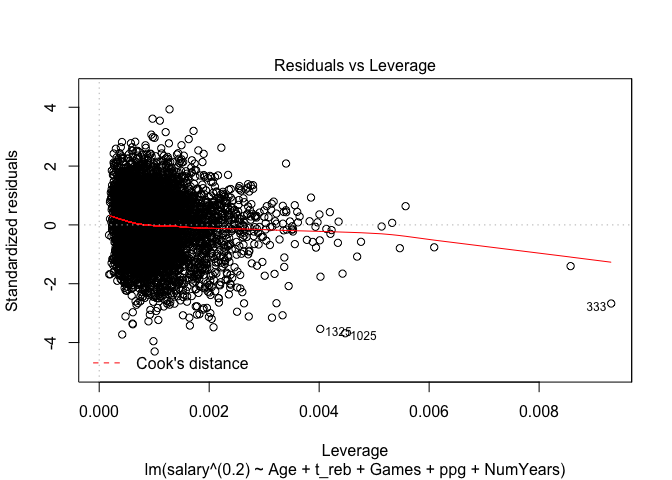 Residuals vs Leverage
Standardized residuals
4
2
0
-2
-4
333
1325
1025
Cook's distance
0.000 0.002 0.004 0.006 0.008
Leverage
lm(salary^(0.2) ~ Age + t_reb + Games + ppg + NumYears)